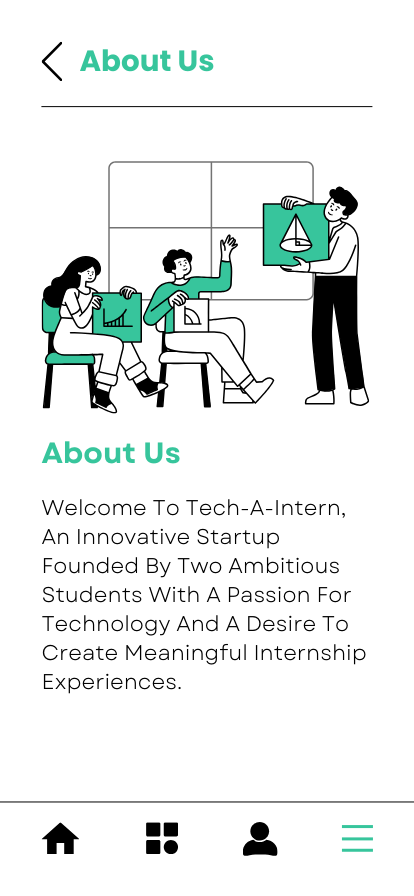 About Us
About Us
Welcome To Tech-A-Intern,
An Innovative Startup
Founded By Two Ambitious
Students With A Passion For
Technology And A Desire To
Create Meaningful Internship
Experiences.